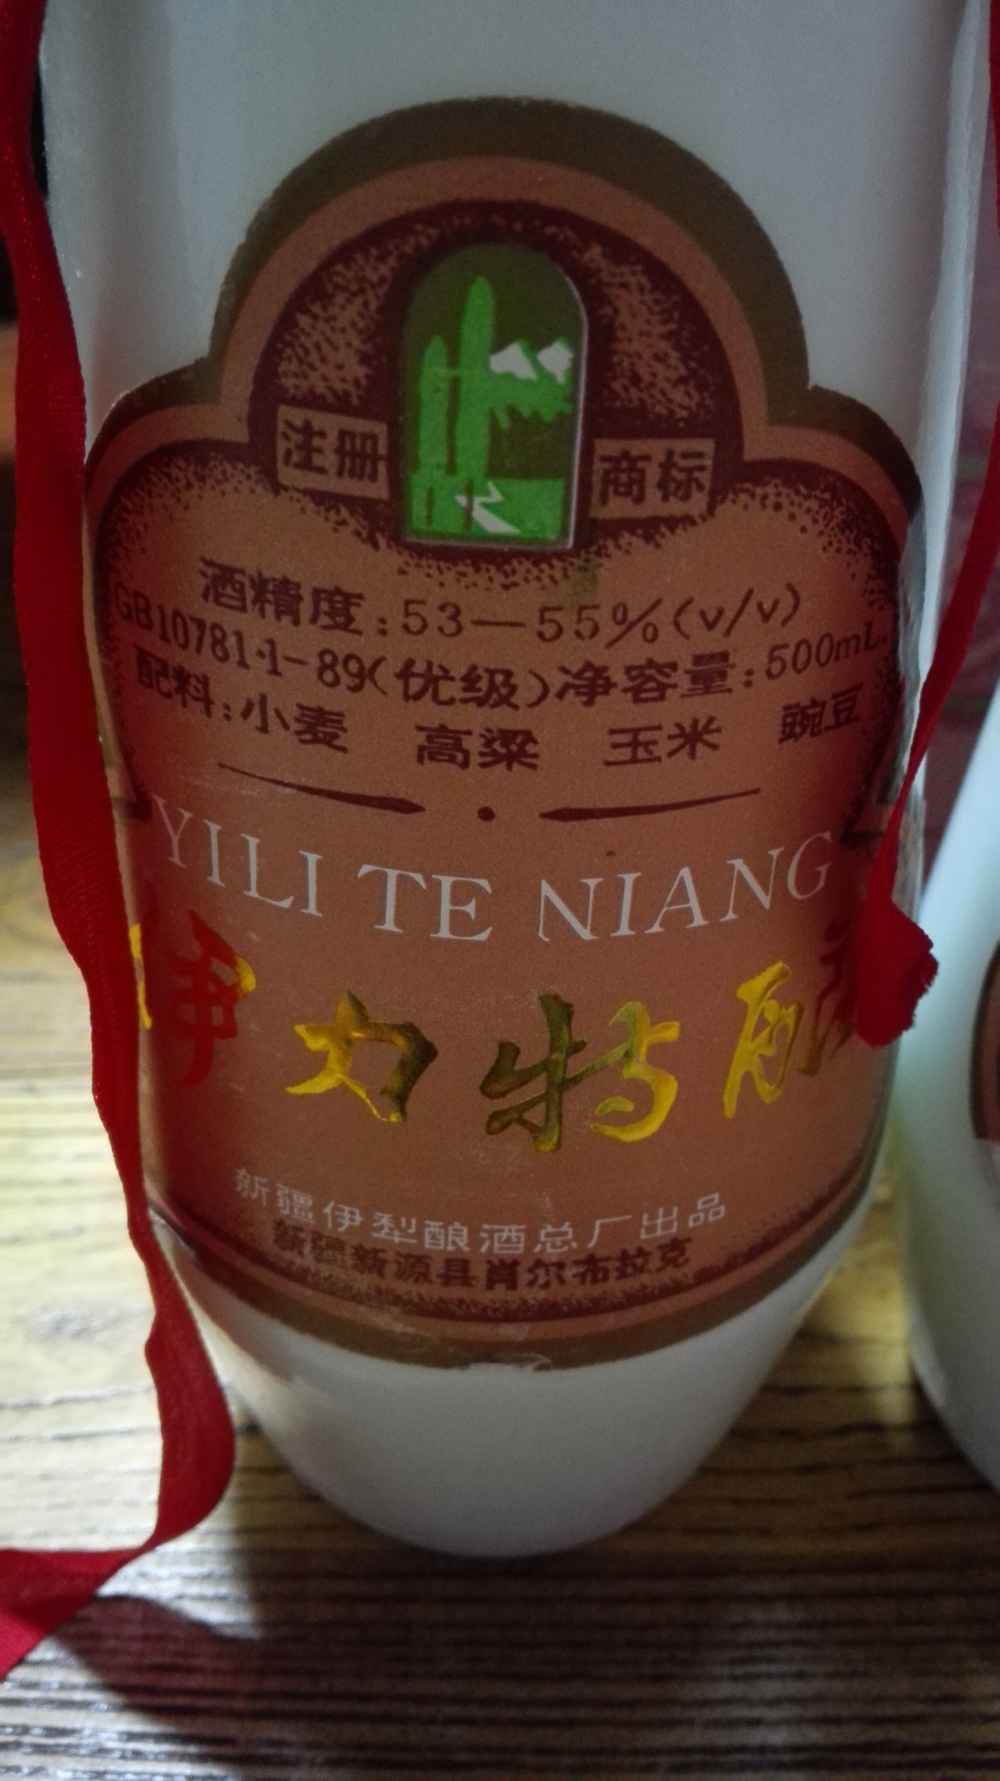 注册 商标
酒精度:53—55%(v/v)
GB10781·1-89(优级)净容量:500mL
配料:小麦 高粱 玉米 豌豆
YILI TE NIANG
伊力特酿
新疆伊犁酿酒总厂出品
新疆新源县肖尔布拉克